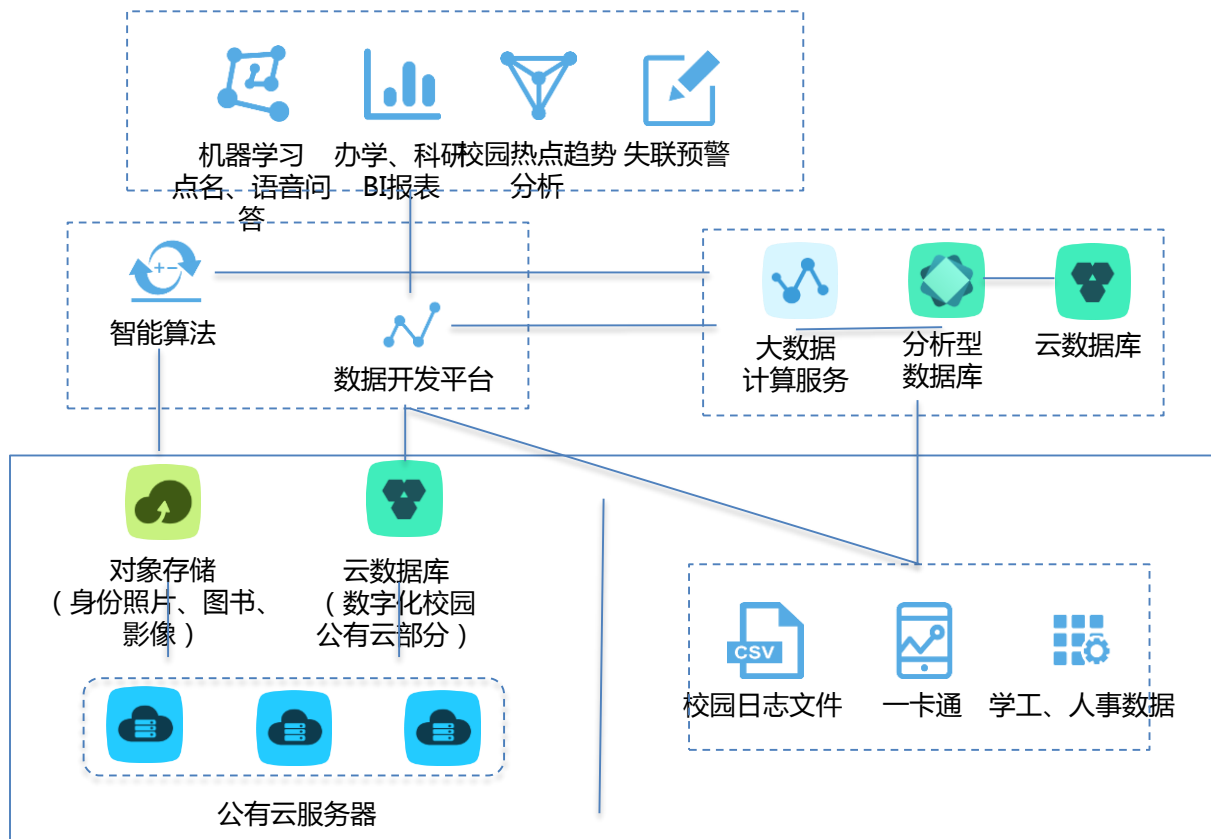 机器学习
点名、语音问
答
办学、科研
BI报表
校园热点趋势
分析
失联预警
智能算法
数据开发平台
大数据
计算服务
分析型
数据库
云数据库
对象存储
（身份照片、图书、
影像）
云数据库
（数字化校园
公有云部分）
CSV
校园日志文件
一卡通
学工、人事数据
公有云服务器